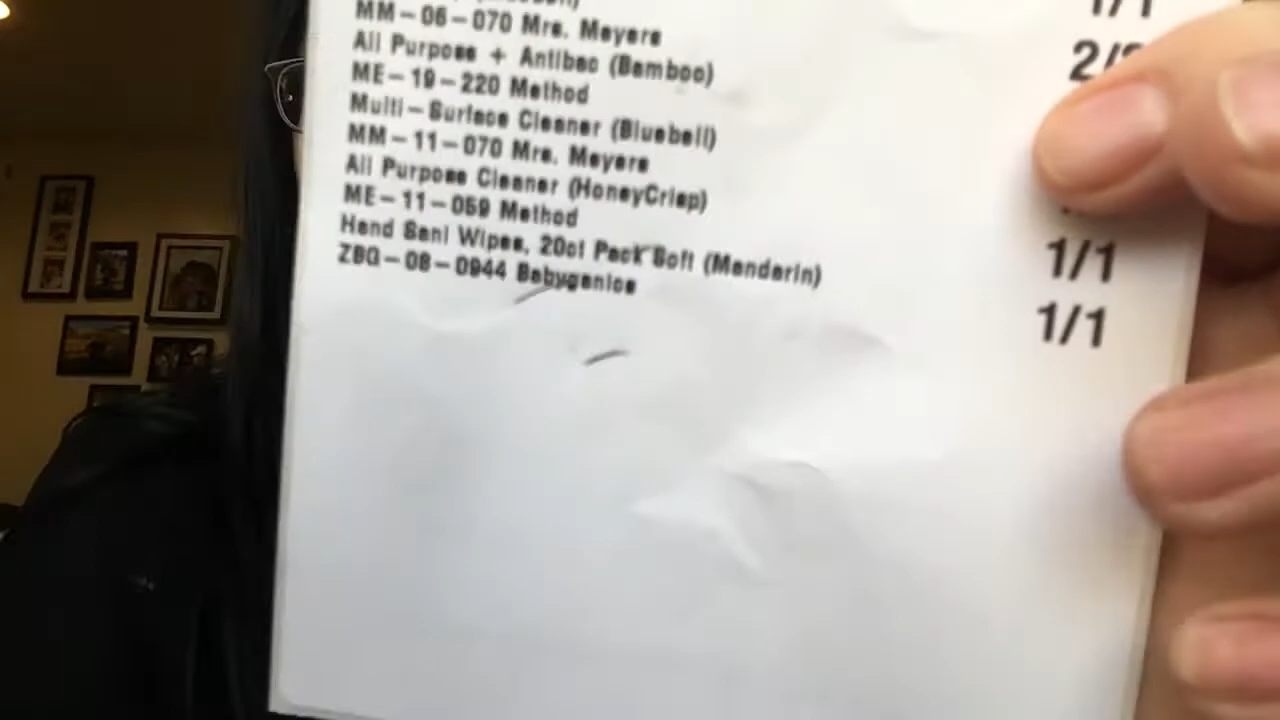 MM-06-070 Mrs. Meyers
All Purpose + Antibac (Bamboo)
ME-19-220 Method
Multi-Surface Cleaner (Bluebell)
MM-11-070 Mrs. Meyers
All Purpose Cleaner (HoneyCrisp)
ME-11-059 Method
Hand Sani Wipes, 20ct Pack Soft (Mandarin)
ZBG-08-0944 Babyganics
1/1
1/1
1/1